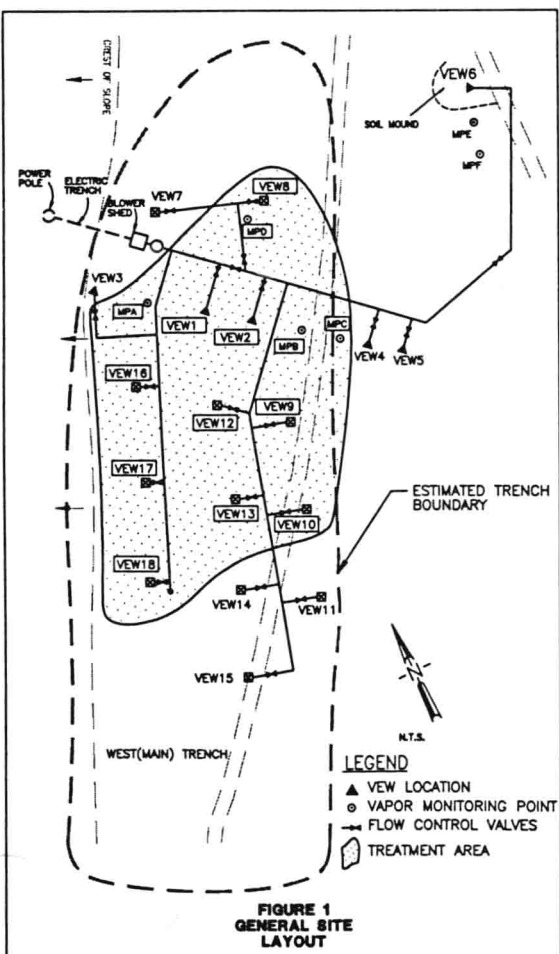 CREST OF SLOPE
VEW6
SOIL MOUND
MPE
MPF
POWER
POLE
ELECTRIC
TRENCH
BLOWER
SHED
VEW7
VEW8
MPD
VEW3
MPA
VEW1
VEW2
MPB
MPC
VEW4
VEW5
VEW16
VEW12
VEW9
VEW17
VEW13
VEW10
ESTIMATED TRENCH
BOUNDARY
VEW18
VEW14
VEW11
VEW15
N
N.T.S.
WEST(MAIN) TRENCH
LEGEND
VEW LOCATION
VAPOR MONITORING POINT
FLOW CONTROL VALVES
TREATMENT AREA
FIGURE 1
GENERAL SITE
LAYOUT